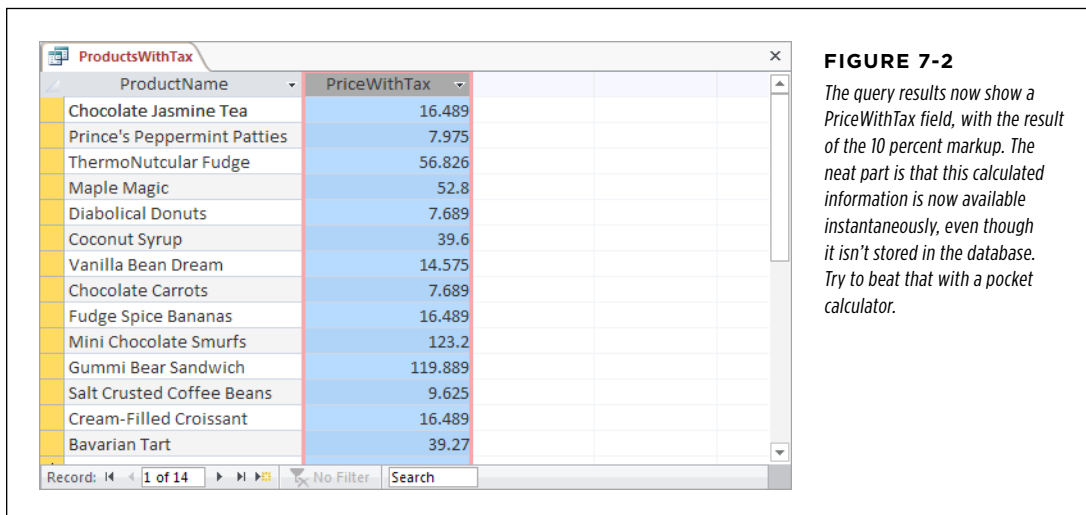 ProductsWithTax
ProductName PriceWithTax
Chocolate Jasmine Tea 16.489
Prince's Peppermint Patties 7.975
ThermoNutcular Fudge 56.826
Maple Magic 52.8
Diabolical Donuts 7.689
Coconut Syrup 39.6
Vanilla Bean Dream 14.575
Chocolate Carrots 7.689
Fudge Spice Bananas 16.489
Mini Chocolate Smurfs 123.2
Gummi Bear Sandwich 119.889
Salt Crusted Coffee Beans 9.625
Cream-Filled Croissant 16.489
Bavarian Tart 39.27
Record: 1 of 14 No Filter Search
FIGURE 7-2
The query results now show a
PriceWithTax field, with the result
of the 10 percent markup. The
neat part is that this calculated
information is now available
instantaneously, even though
it isn't stored in the database.
Try to beat that with a pocket
calculator.